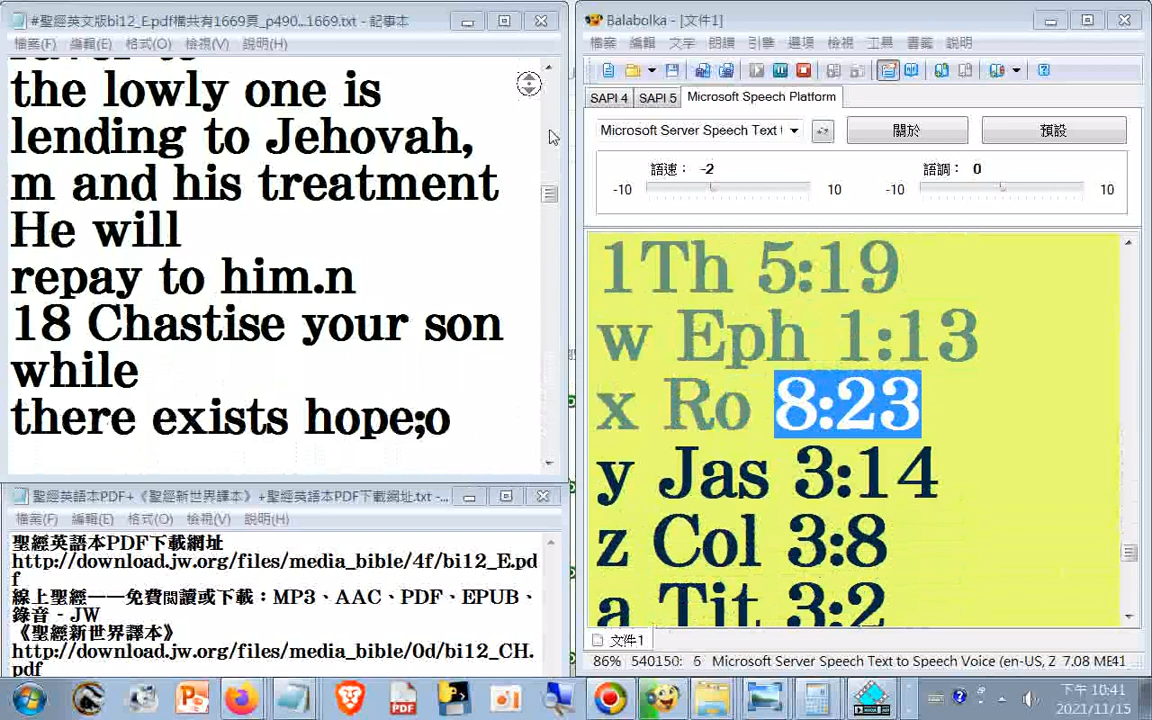 #聖經英文版bi12_E.pdf檔共有1669頁_p490...1669.txt - 記事本
檔案(F) 編輯(E) 格式(O) 檢視(V) 說明(H)
the lowly one is
lending to Jehovah,
m and his treatment
He will
repay to him.n
18 Chastise your son
while
there exists hope;o
聖經英語本PDF+《聖經新世界譯本》+聖經英語本PDF下載網址.txt -...
檔案(F) 編輯(E) 格式(O) 檢視(V) 說明(H)
聖經英語本PDF下載網址
http://download.jw.org/files/media_bible/4f/bi12_E.pd
f
線上聖經——免費閱讀或下載：MP3、AAC、PDF、EPUB、
錄音 - JW
《聖經新世界譯本》
http://download.jw.org/files/media_bible/0d/bi12_CH.
pdf
Balabolka - [文件1]
檔案 編輯 文字 朗讀 引擎 選項 檢視 工具 書籤 說明
SAPI 4 SAPI 5 Microsoft Speech Platform
Microsoft Server Speech Text 關於 預設
語速： -2 語調： 0
-10 10 -10 10
1Th 5:19
w Eph 1:13
x Ro 8:23
y Jas 3:14
z Col 3:8
a Tit 3:2
文件1
86% 540150: 6 Microsoft Server Speech Text to Speech Voice (en-US, Z 7.08 ME41
下午 10:41
2021/11/15